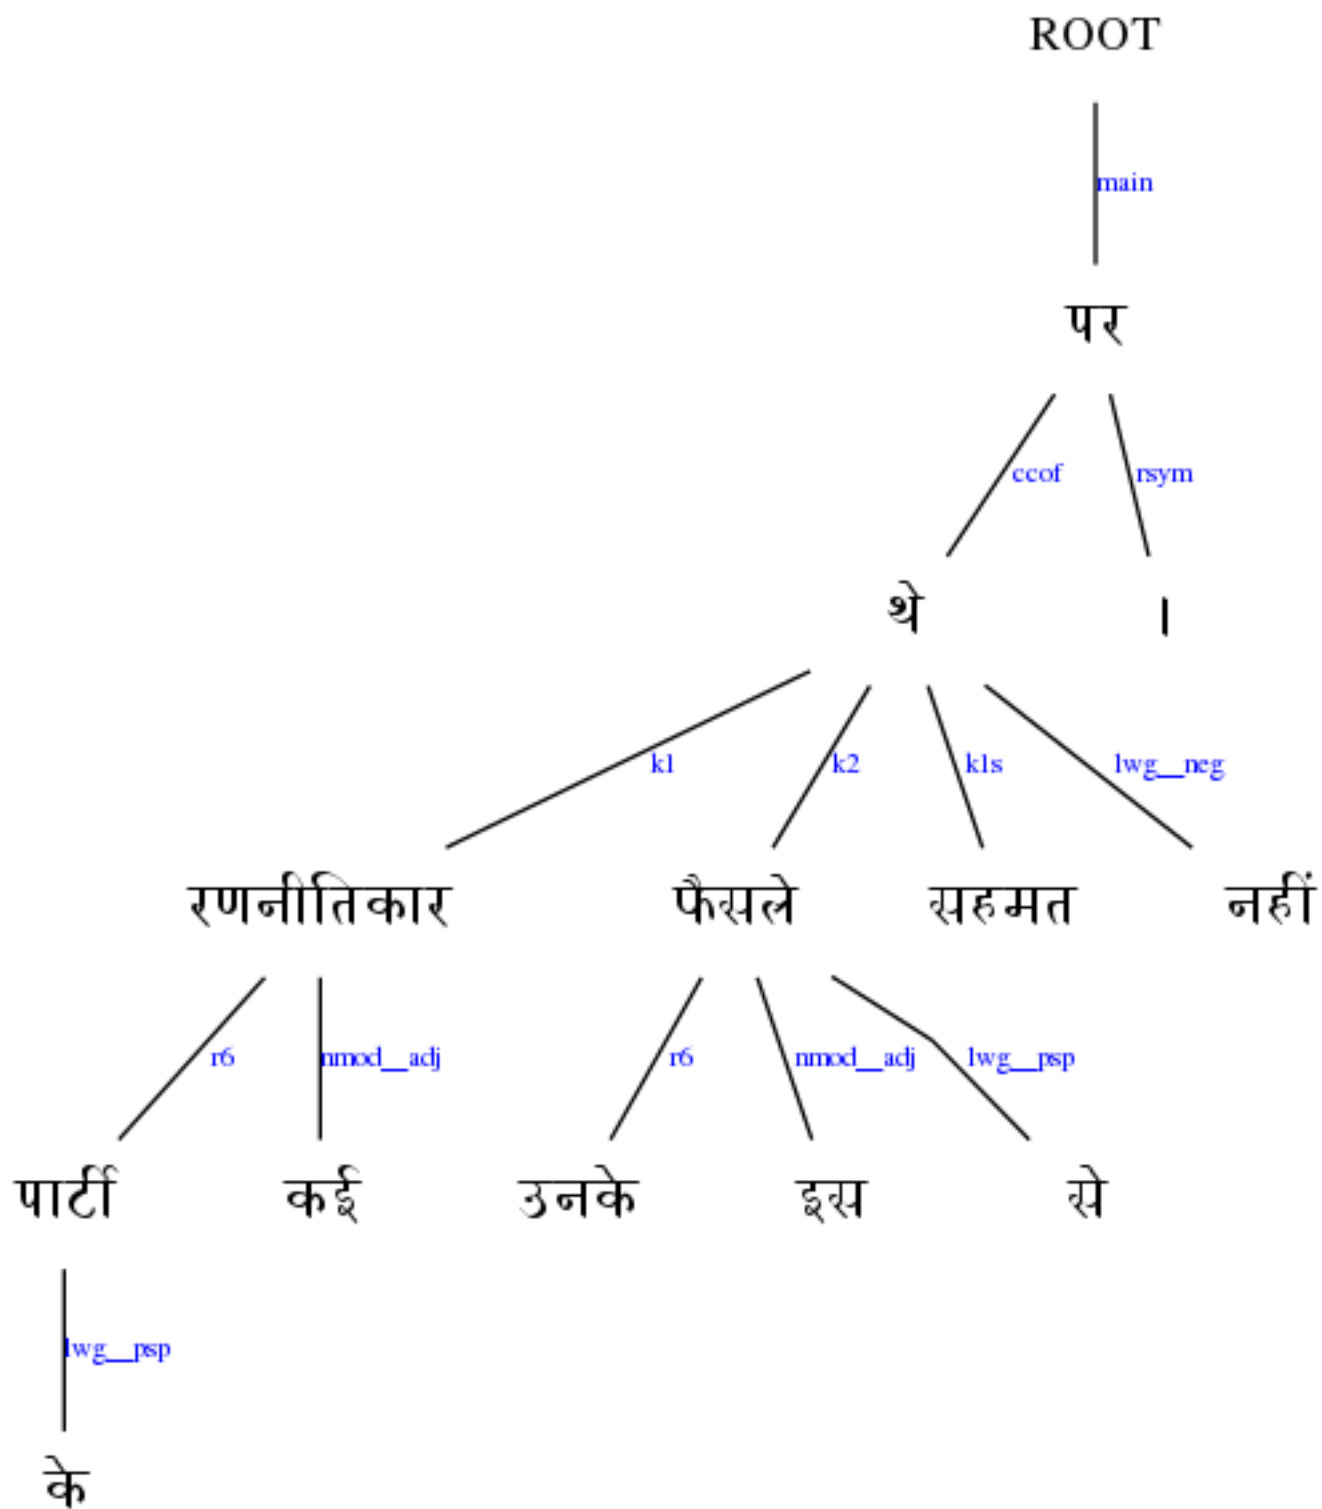 ROOT
main
पर
ccof rsym
थे ।
k1 k2 k1s lwg__neg
रणनीतिकार फैसले सहमत नहीं
r6 nmod__adj r6 nmod__adj lwg__psp
पार्टी कई उनके इस से
lwg__psp
के